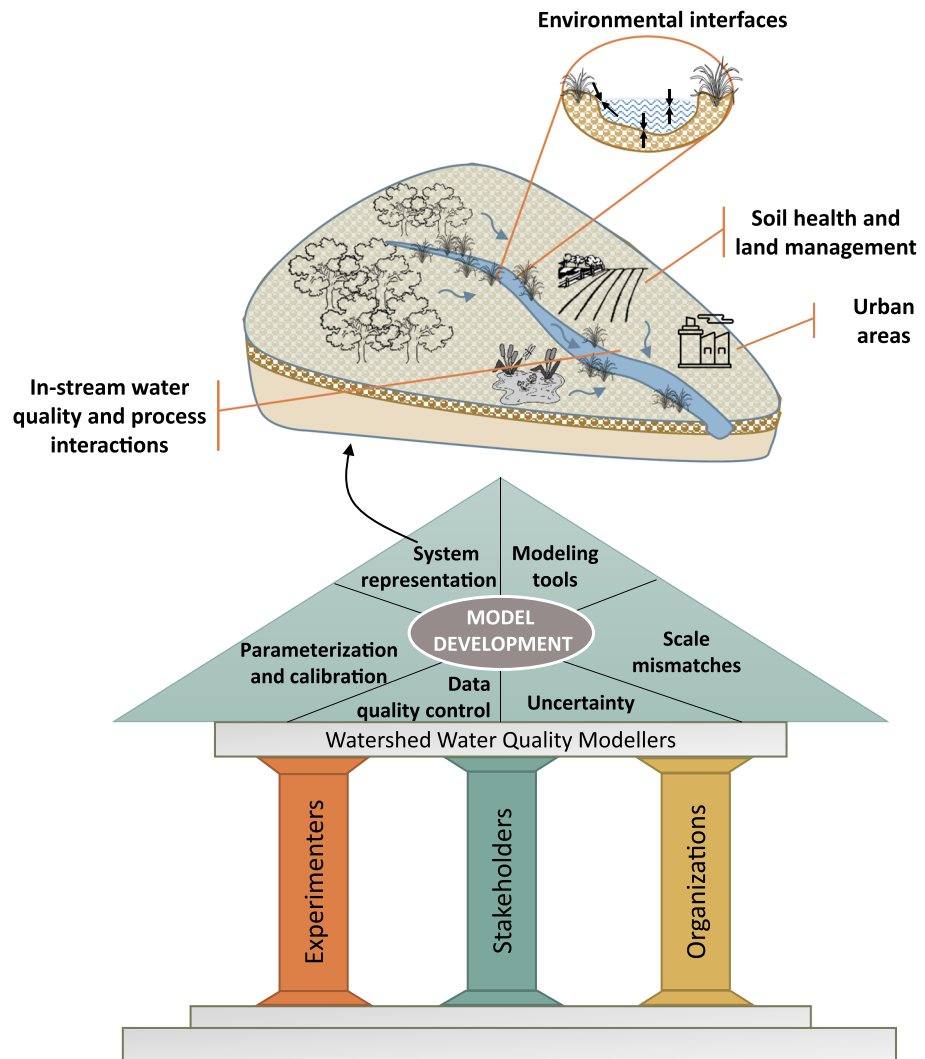 Environmental interfaces
Soil health and
land management
Urban
areas
In-stream water
quality and process
interactions
System
representation
Modeling
tools
MODEL
DEVELOPMENT
Parameterization
and calibration
Scale
mismatches
Data
quality control
Uncertainty
Watershed Water Quality Modellers
Experimenters
Stakeholders
Organizations